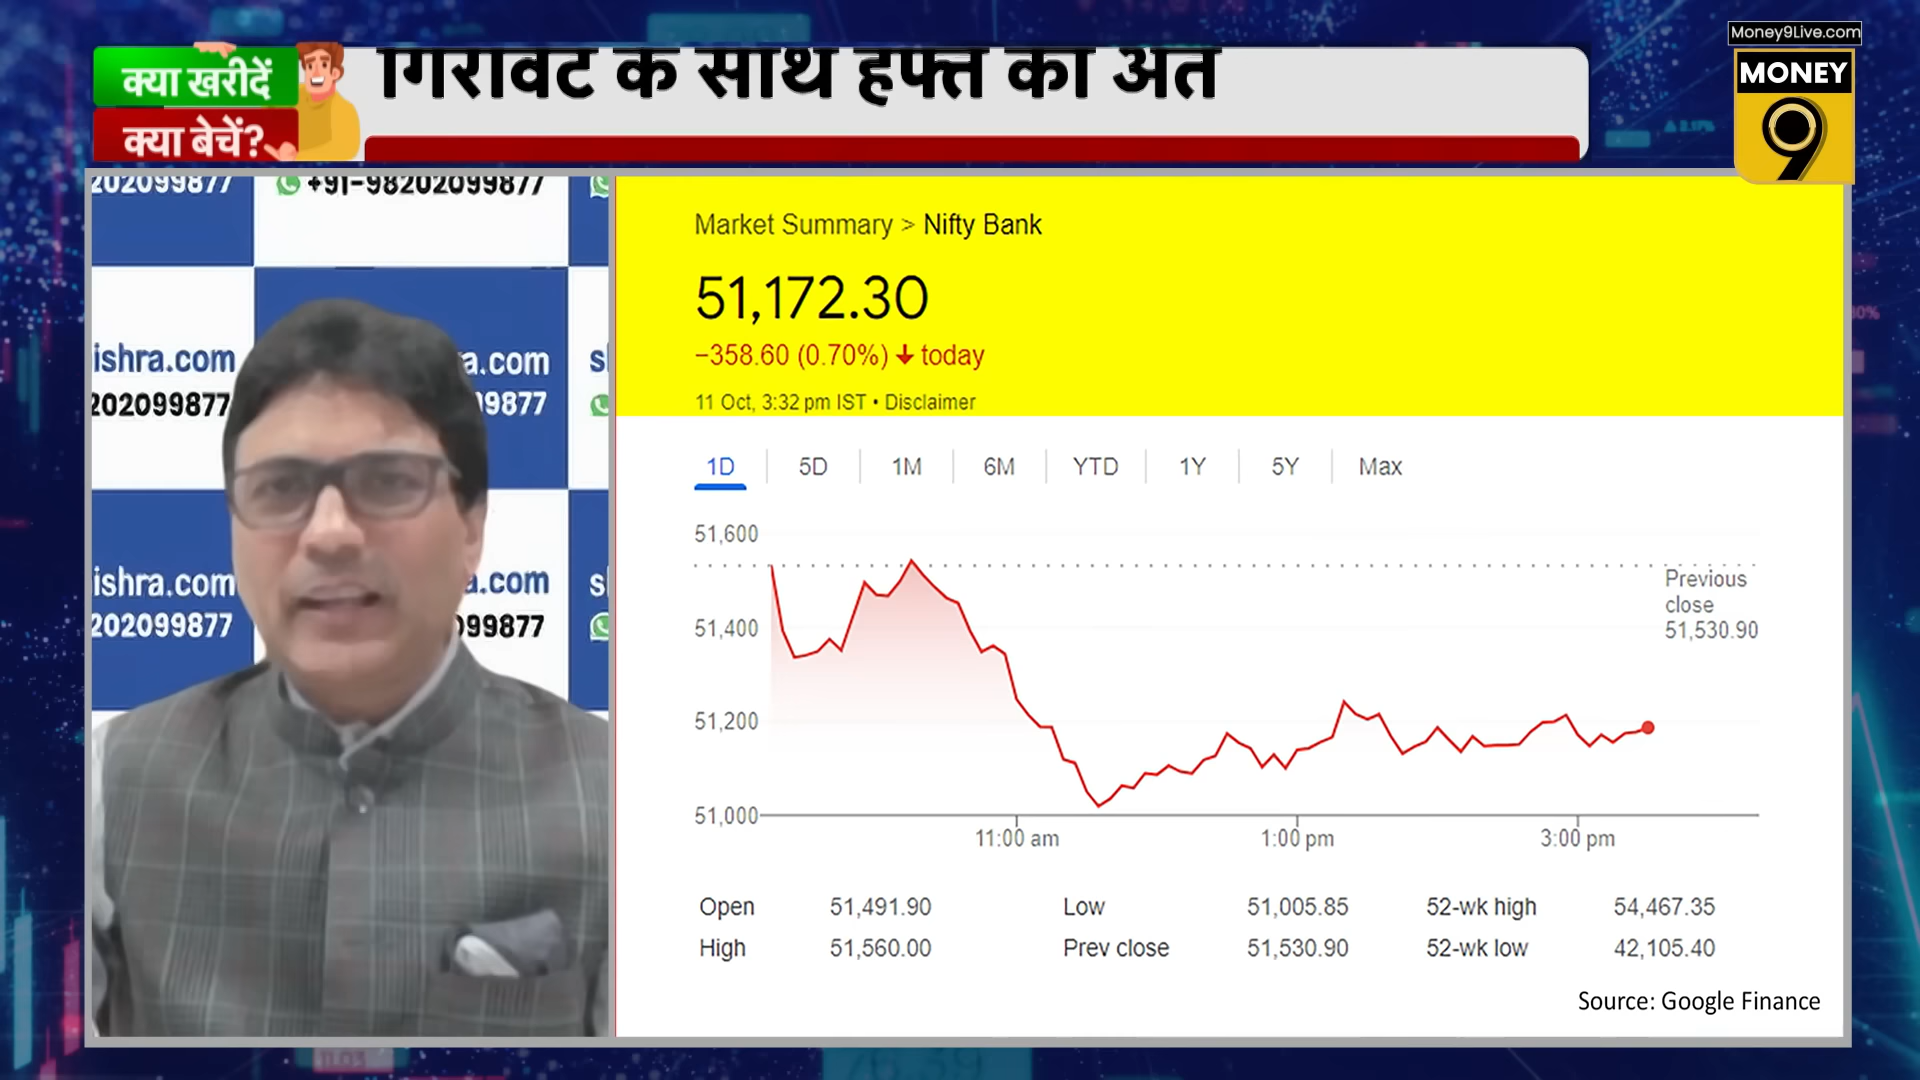 Money9Live.com
MONEY
9
क्या खरीदें
क्या बेचें?
गिरावट के साथ हफ्ते का अंत
202099877
+91-98202099877
ishra.com
a.com
202099877
19877
ishra.com
a.com
202099877
099877
Market Summary > Nifty Bank
51,172.30
−358.60 (0.70%) ↓ today
11 Oct, 3:32 pm IST • Disclaimer
1D 5D 1M 6M YTD 1Y 5Y Max
51,600
51,400
51,200
51,000
Previous
close
51,530.90
11:00 am 1:00 pm 3:00 pm
Open 51,491.90 Low 51,005.85 52-wk high 54,467.35
High 51,560.00 Prev close 51,530.90 52-wk low 42,105.40
Source: Google Finance